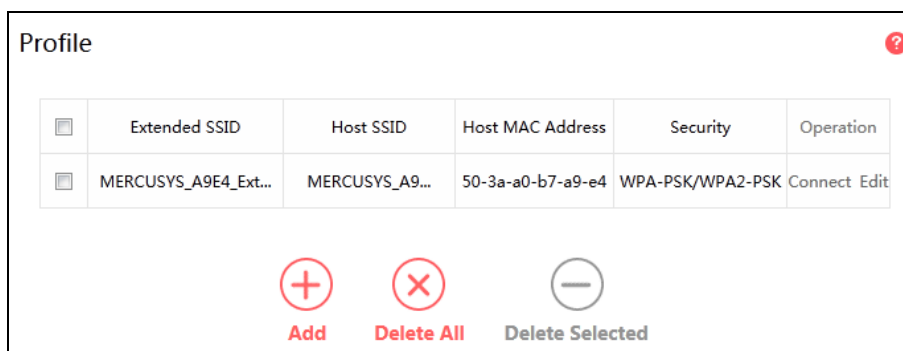 Profile
?
Extended SSID Host SSID Host MAC Address Security Operation
MERCUSYS_A9E4_Ext... MERCUSYS_A9... 50-3a-a0-b7-a9-e4 WPA-PSK/WPA2-PSK Connect Edit
Add Delete All Delete Selected